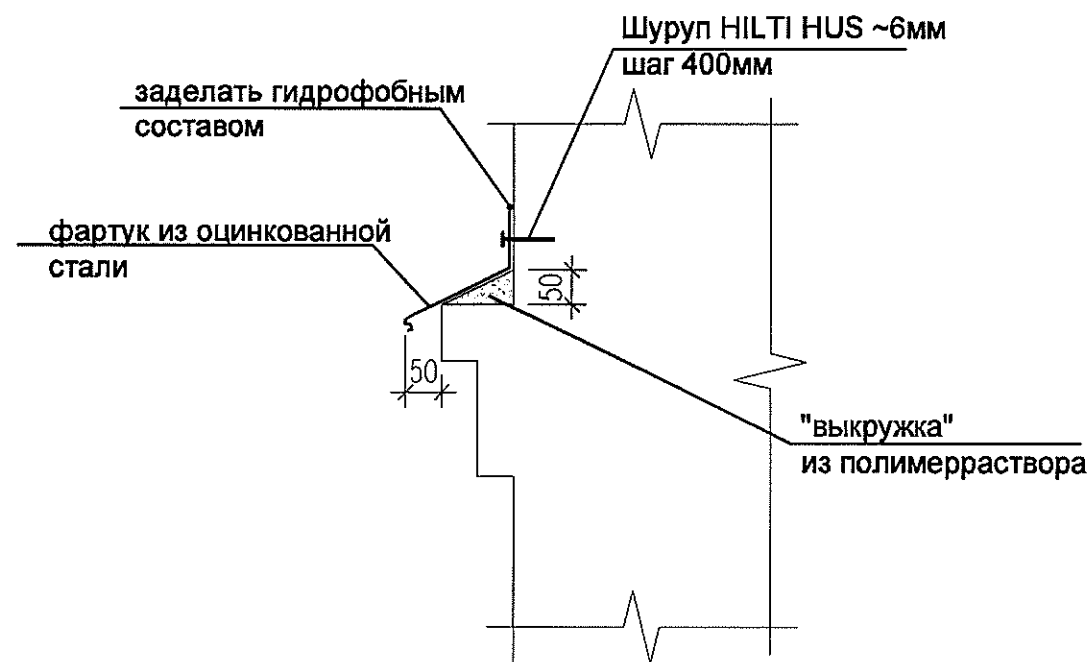 Шуруп HILTI HUS ~6мм
шаг 400мм
заделать гидрофобным
составом
фартук из оцинкованной
стали
50
50
"выкружка"
из полимерраствора